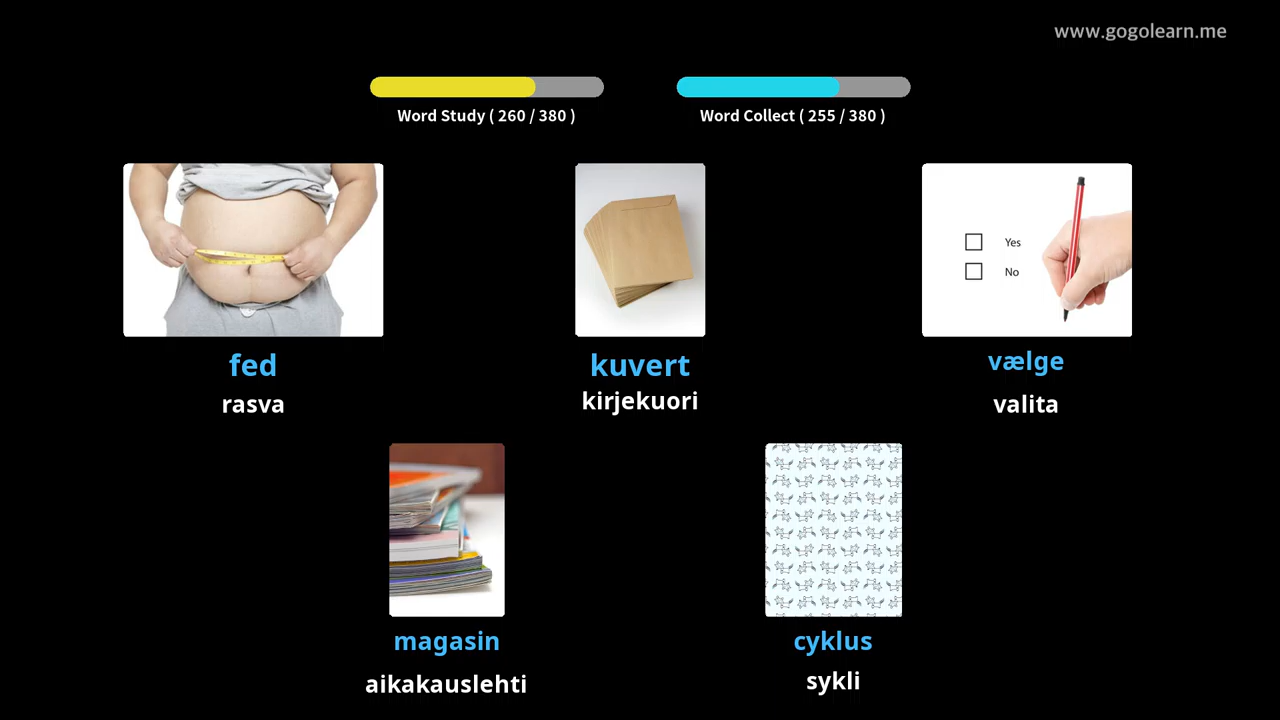 www.gogolearn.me
Word Study ( 260 / 380 )
Word Collect ( 255 / 380 )
Yes
No
fed
rasva
kuvert
kirjekuori
vælge
valita
magasin
aikakauslehti
cyklus
sykli